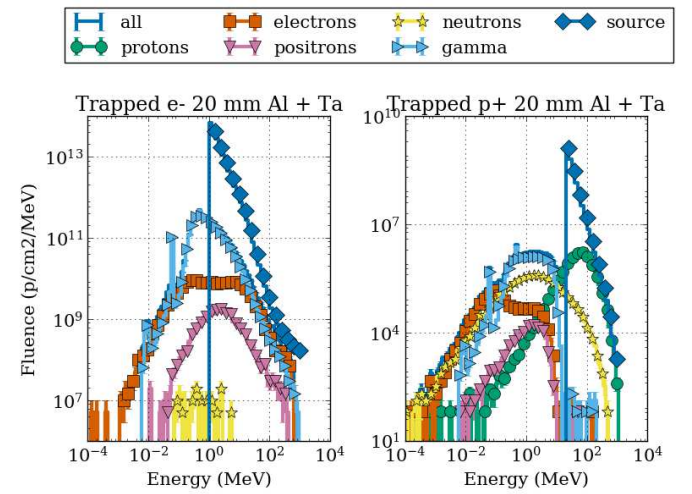 all electrons neutrons source
protons positrons gamma
Trapped e- 20 mm Al + Ta
Trapped p+ 20 mm Al + Ta
Fluence (p/cm2/MeV)
10^13
10^11
10^9
10^7
10^-4 10^-2 10^0 10^2 10^4
Energy (MeV)
10^10
10^7
10^4
10^1
10^-4 10^-2 10^0 10^2 10^4
Energy (MeV)